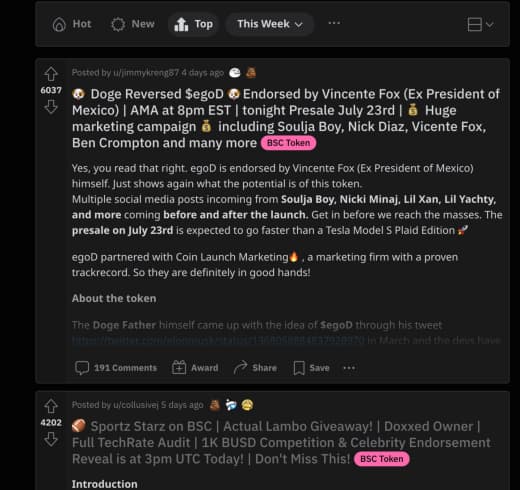 Hot New Top This Week ...
Posted by u/jimmykreng87 4 days ago
6037
🐶 Doge Reversed $egoD 🐶 Endorsed by Vincente Fox (Ex President of
Mexico) | AMA at 8pm EST | tonight Presale July 23rd | 💰 Huge
marketing campaign 💰 including Soulja Boy, Nick Diaz, Vicente Fox,
Ben Crompton and many more BSC Token
Yes, you read that right. egoD is endorsed by Vincente Fox (Ex President of Mexico)
himself. Just shows again what the potential is of this token.
Multiple social media posts incoming from Soulja Boy, Nicki Minaj, Lil Xan, Lil Yachty,
and more coming before and after the launch. Get in before we reach the masses. The
presale on July 23rd is expected to go faster than a Tesla Model S Plaid Edition 🚀
egoD partnered with Coin Launch Marketing🔥 , a marketing firm with a proven
trackrecord. So they are definitely in good hands!
About the token
The Doge Father himself came up with the idea of $egoD through his tweet
in March and the devs have
191 Comments Award Share Save ...
Posted by u/collusivej 5 days ago
4202
🏈 Sportz Starz on BSC | Actual Lambo Giveaway! | Doxxed Owner |
Full TechRate Audit | 1K BUSD Competition & Celebrity Endorsement
Reveal is at 3pm UTC Today! | Don't Miss This! BSC Token
Introduction